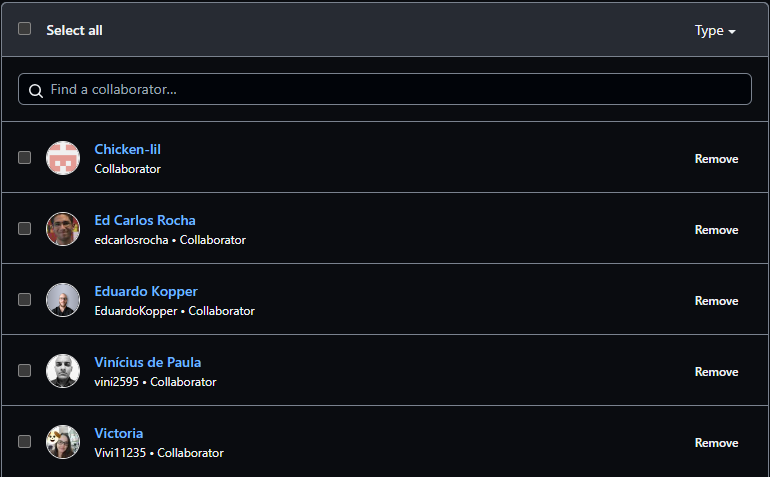 Select all
Type
Find a collaborator...
Chicken-lil
Collaborator
Remove
Ed Carlos Rocha
edcarlosrocha • Collaborator
Remove
Eduardo Kopper
EduardoKopper • Collaborator
Remove
Vinícius de Paula
vini2595 • Collaborator
Remove
Victoria
Vivi11235 • Collaborator
Remove